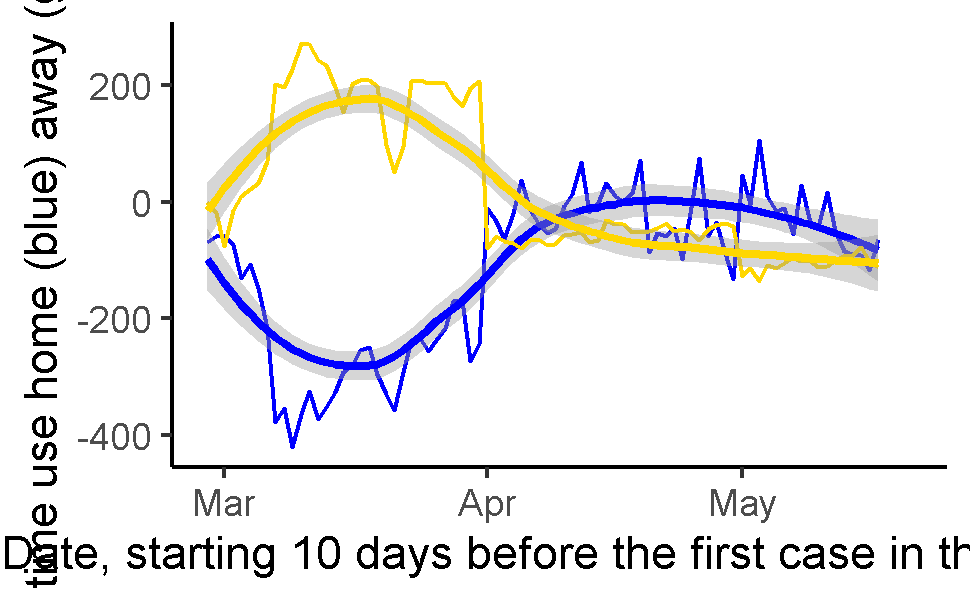 time use home (blue) away (
200
0
-200
-400
Mar Apr May
Date, starting 10 days before the first case in th